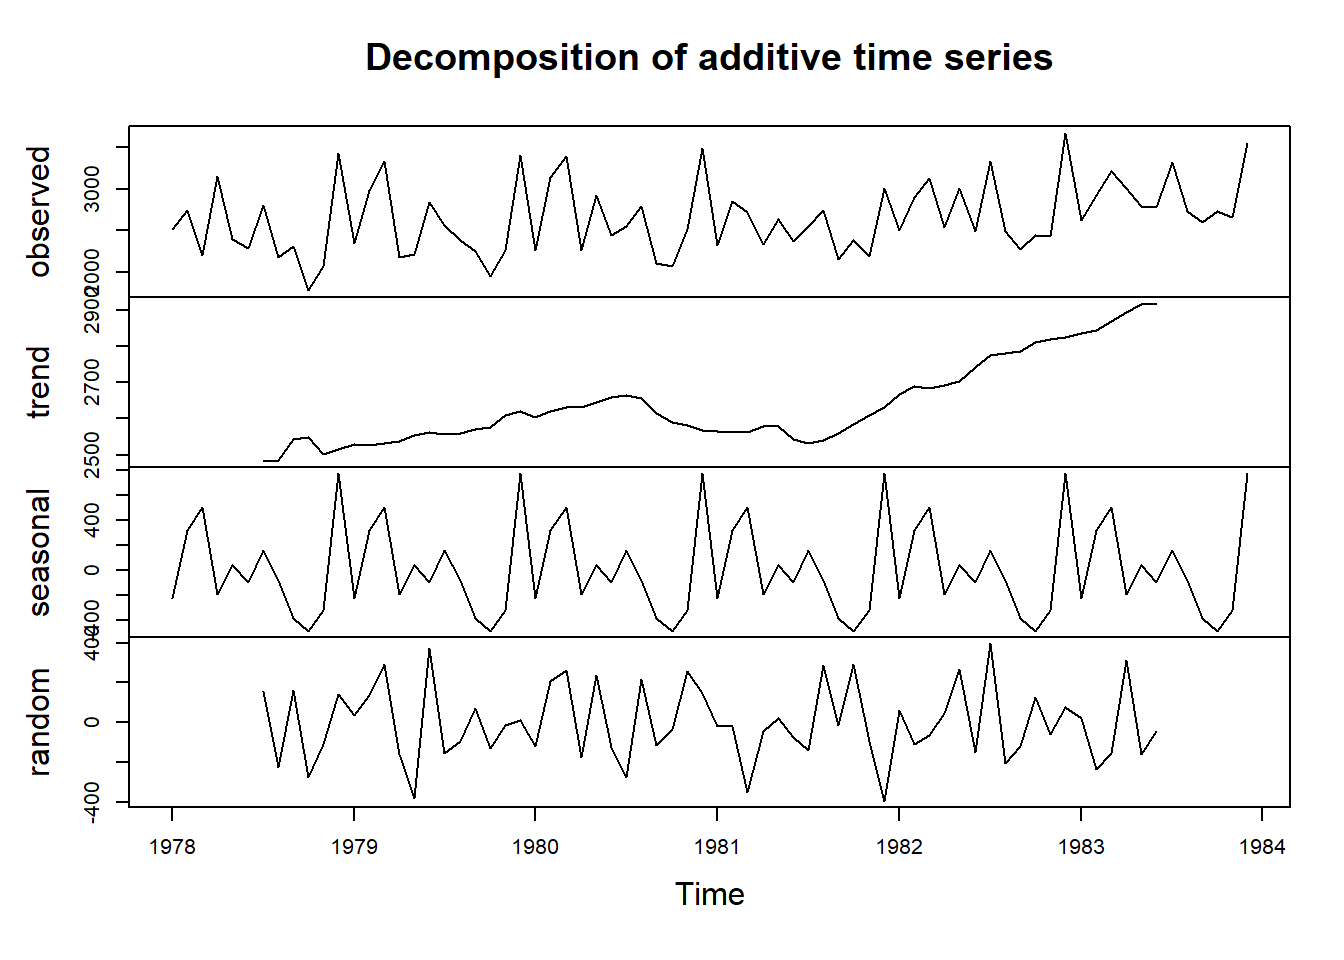 Decomposition of additive time series
observed
2000 3000
trend
2500 2700 2900
seasonal
-400 0 400
random
-400 0 400
1978 1979 1980 1981 1982 1983 1984
Time